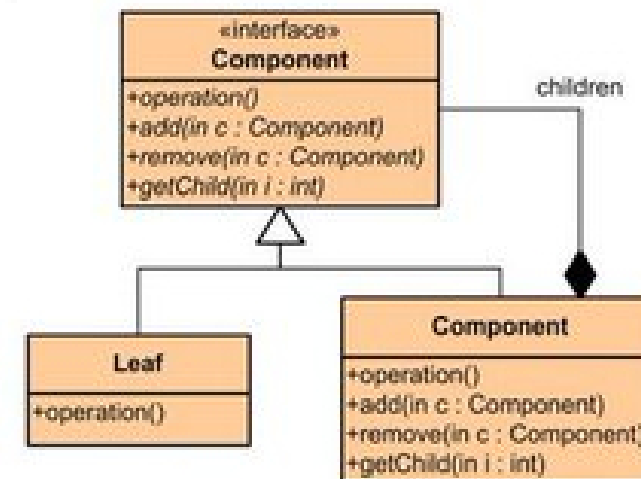 «interface»
Component
+operation()
+add(in c : Component)
+remove(in c : Component)
+getChild(in i : int)
children
Leaf
+operation()
Component
+operation()
+add(in c : Component)
+remove(in c : Component)
+getChild(in i : int)